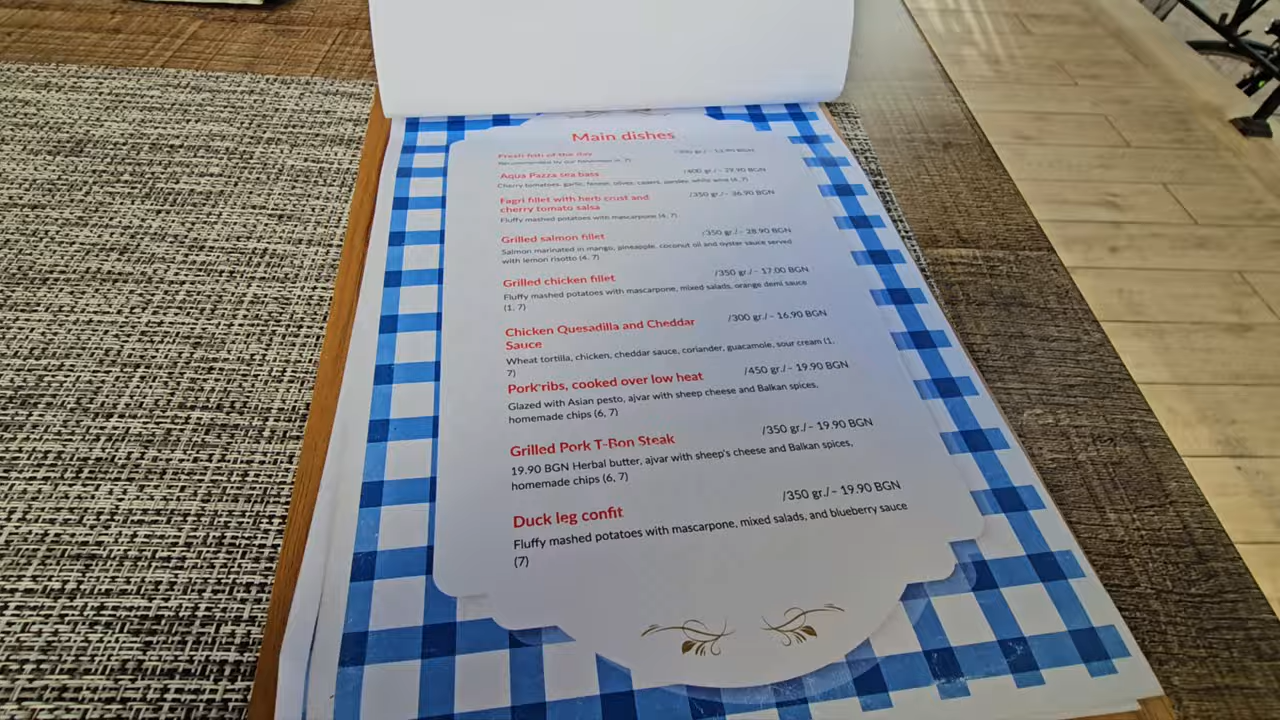 Main dishes
Fresh fish of the day
Recommended by our fishermen (4, 7)
Aqua Pazza sea bass /400 gr./ - 29.90 BGN
Cherry tomatoes, garlic, fennel, olives, capers, parsley, white wine (4, 7)
Fagri fillet with herb crust and /350 gr./ - 36.90 BGN
cherry tomato salsa
Fluffy mashed potatoes with mascarpone (4, 7)
Grilled salmon fillet /350 gr./ - 28.90 BGN
Salmon marinated in mango, pineapple, coconut oil and oyster sauce served
with lemon risotto (4, 7)
Grilled chicken fillet /350 gr./ - 17.00 BGN
Fluffy mashed potatoes with mascarpone, mixed salads, orange demi sauce
(1, 7)
Chicken Quesadilla and Cheddar /300 gr./ - 16.90 BGN
Sauce
Wheat tortilla, chicken, cheddar sauce, coriander, guacamole, sour cream (1,
7)
Pork ribs, cooked over low heat /450 gr./ - 19.90 BGN
Glazed with Asian pesto, ajvar with sheep cheese and Balkan spices,
homemade chips (6, 7)
Grilled Pork T-Bon Steak /350 gr./ - 19.90 BGN
19.90 BGN Herbal butter, ajvar with sheep's cheese and Balkan spices,
homemade chips (6, 7)
Duck leg confit /350 gr./ - 19.90 BGN
Fluffy mashed potatoes with mascarpone, mixed salads, and blueberry sauce
(7)